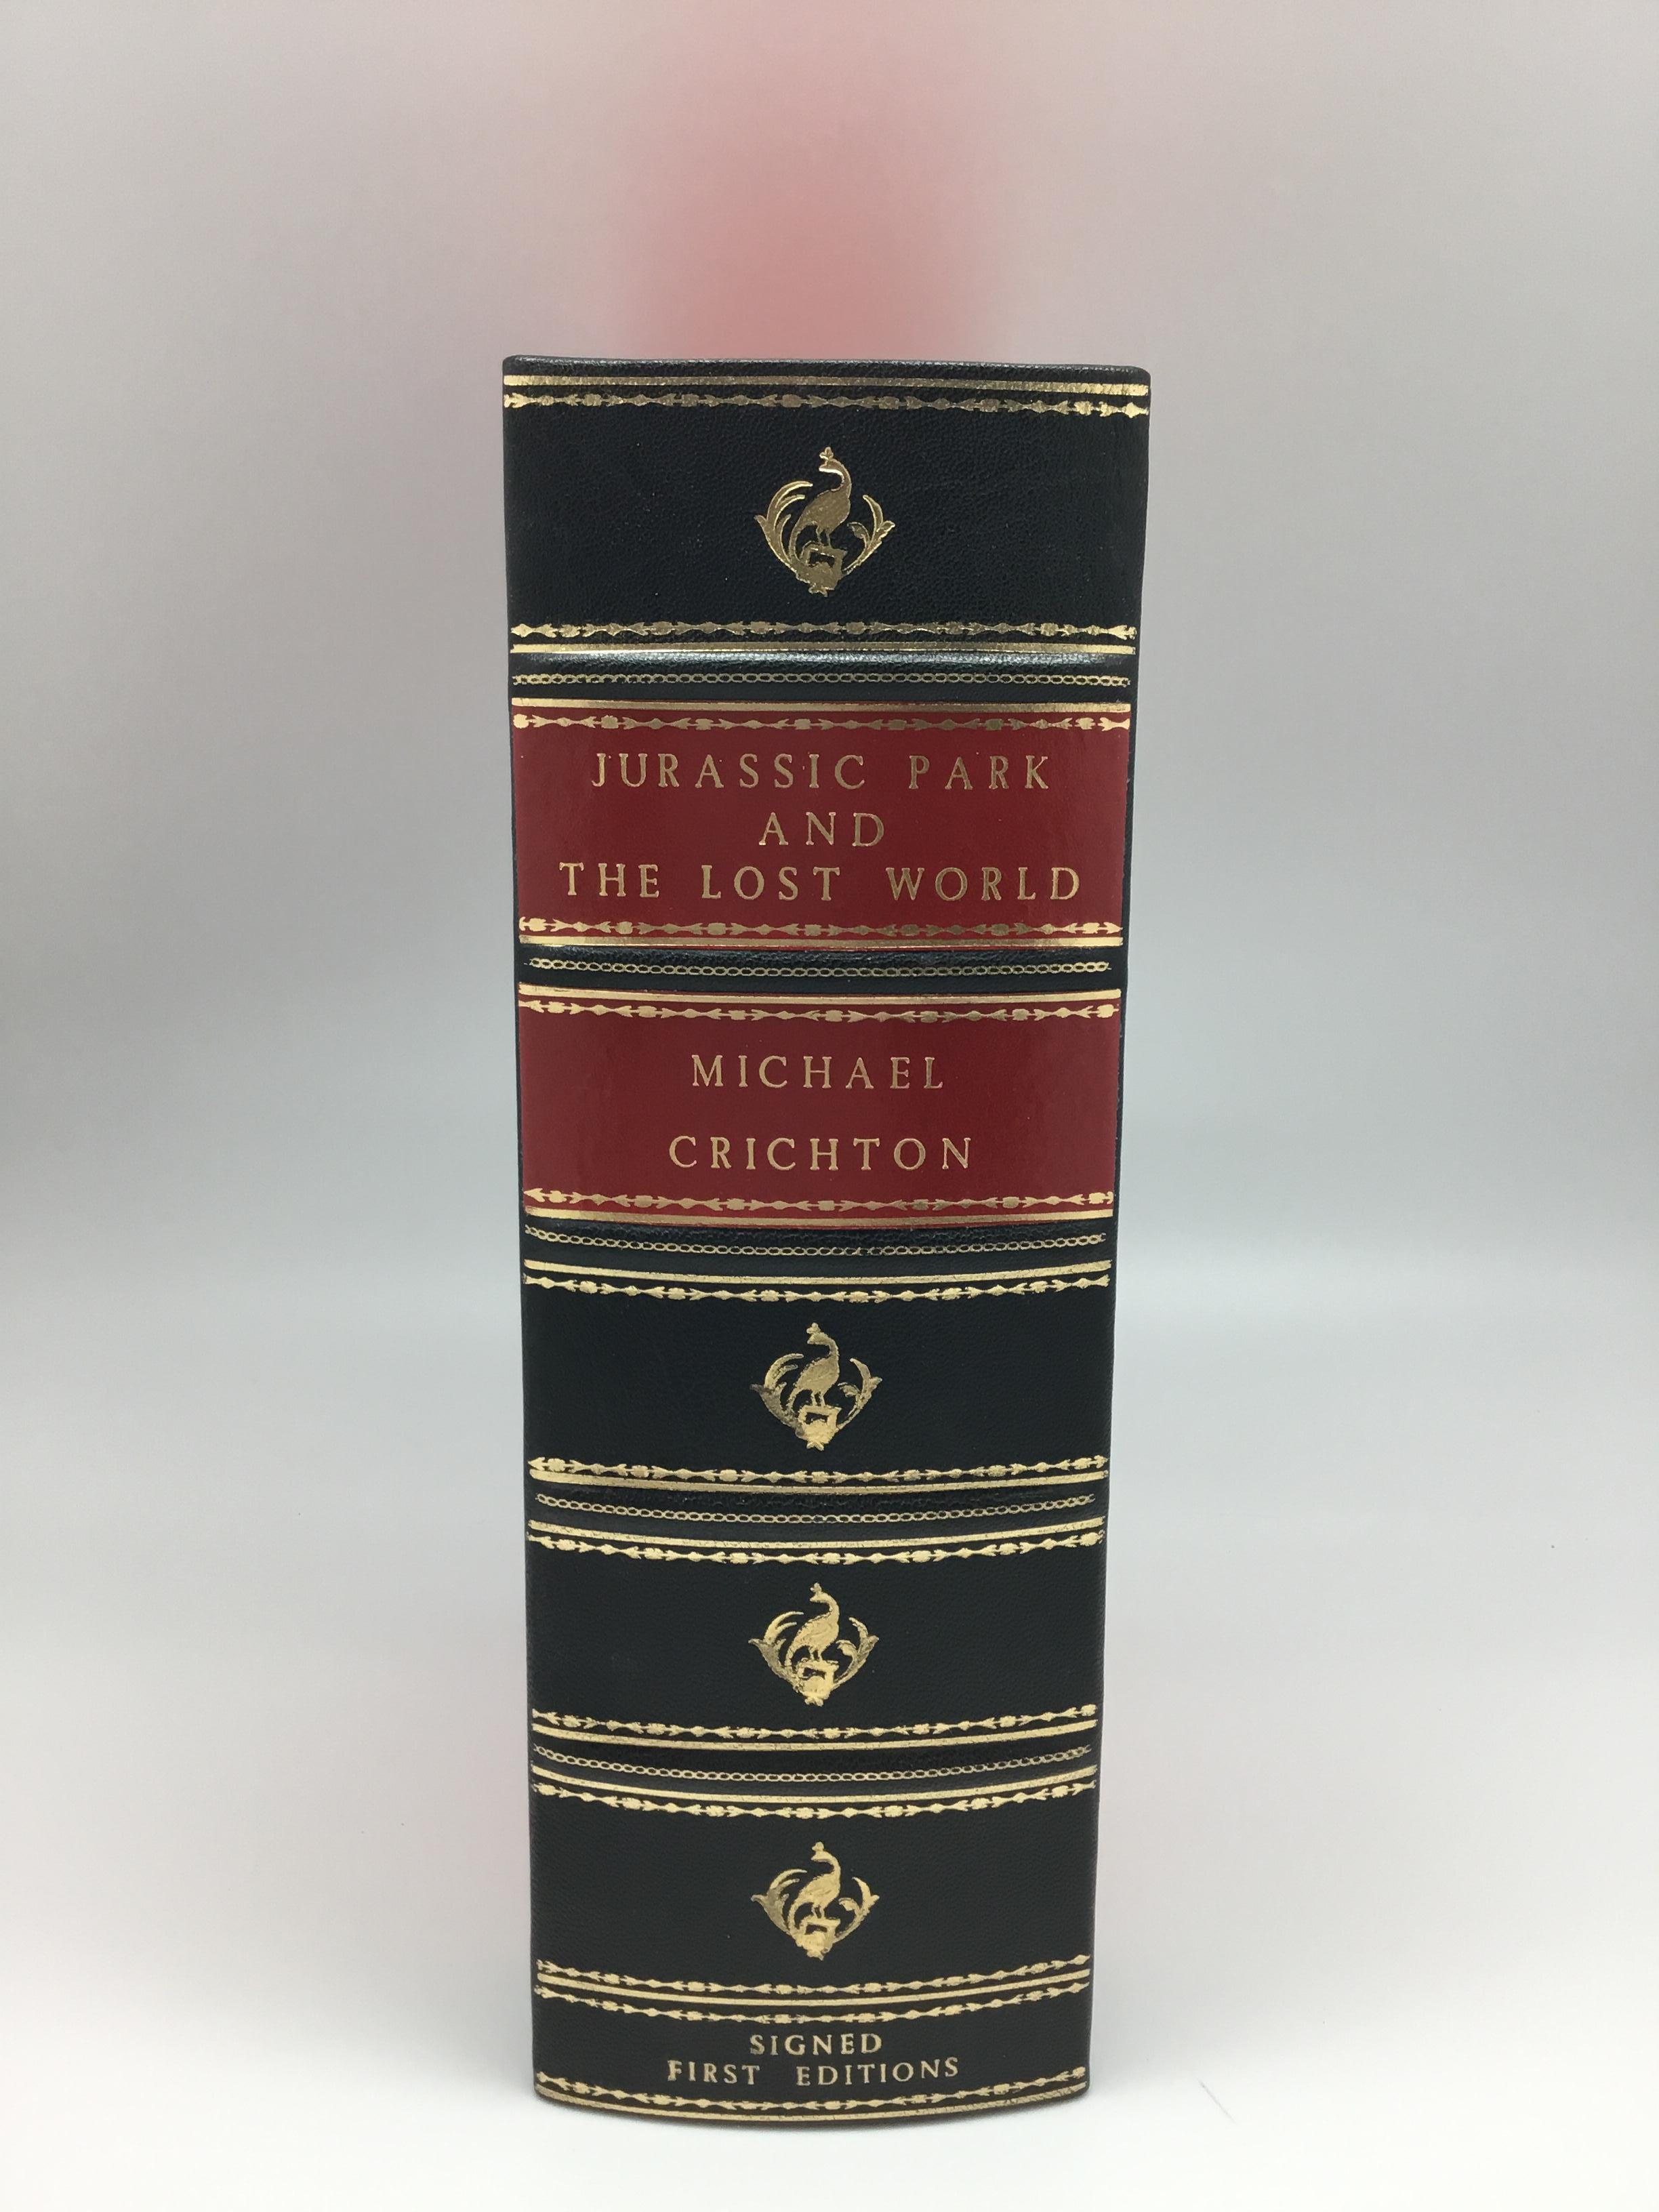 JURASSIC PARK
AND
THE LOST WORLD
MICHAEL
CRICHTON
SIGNED
FIRST EDITIONS